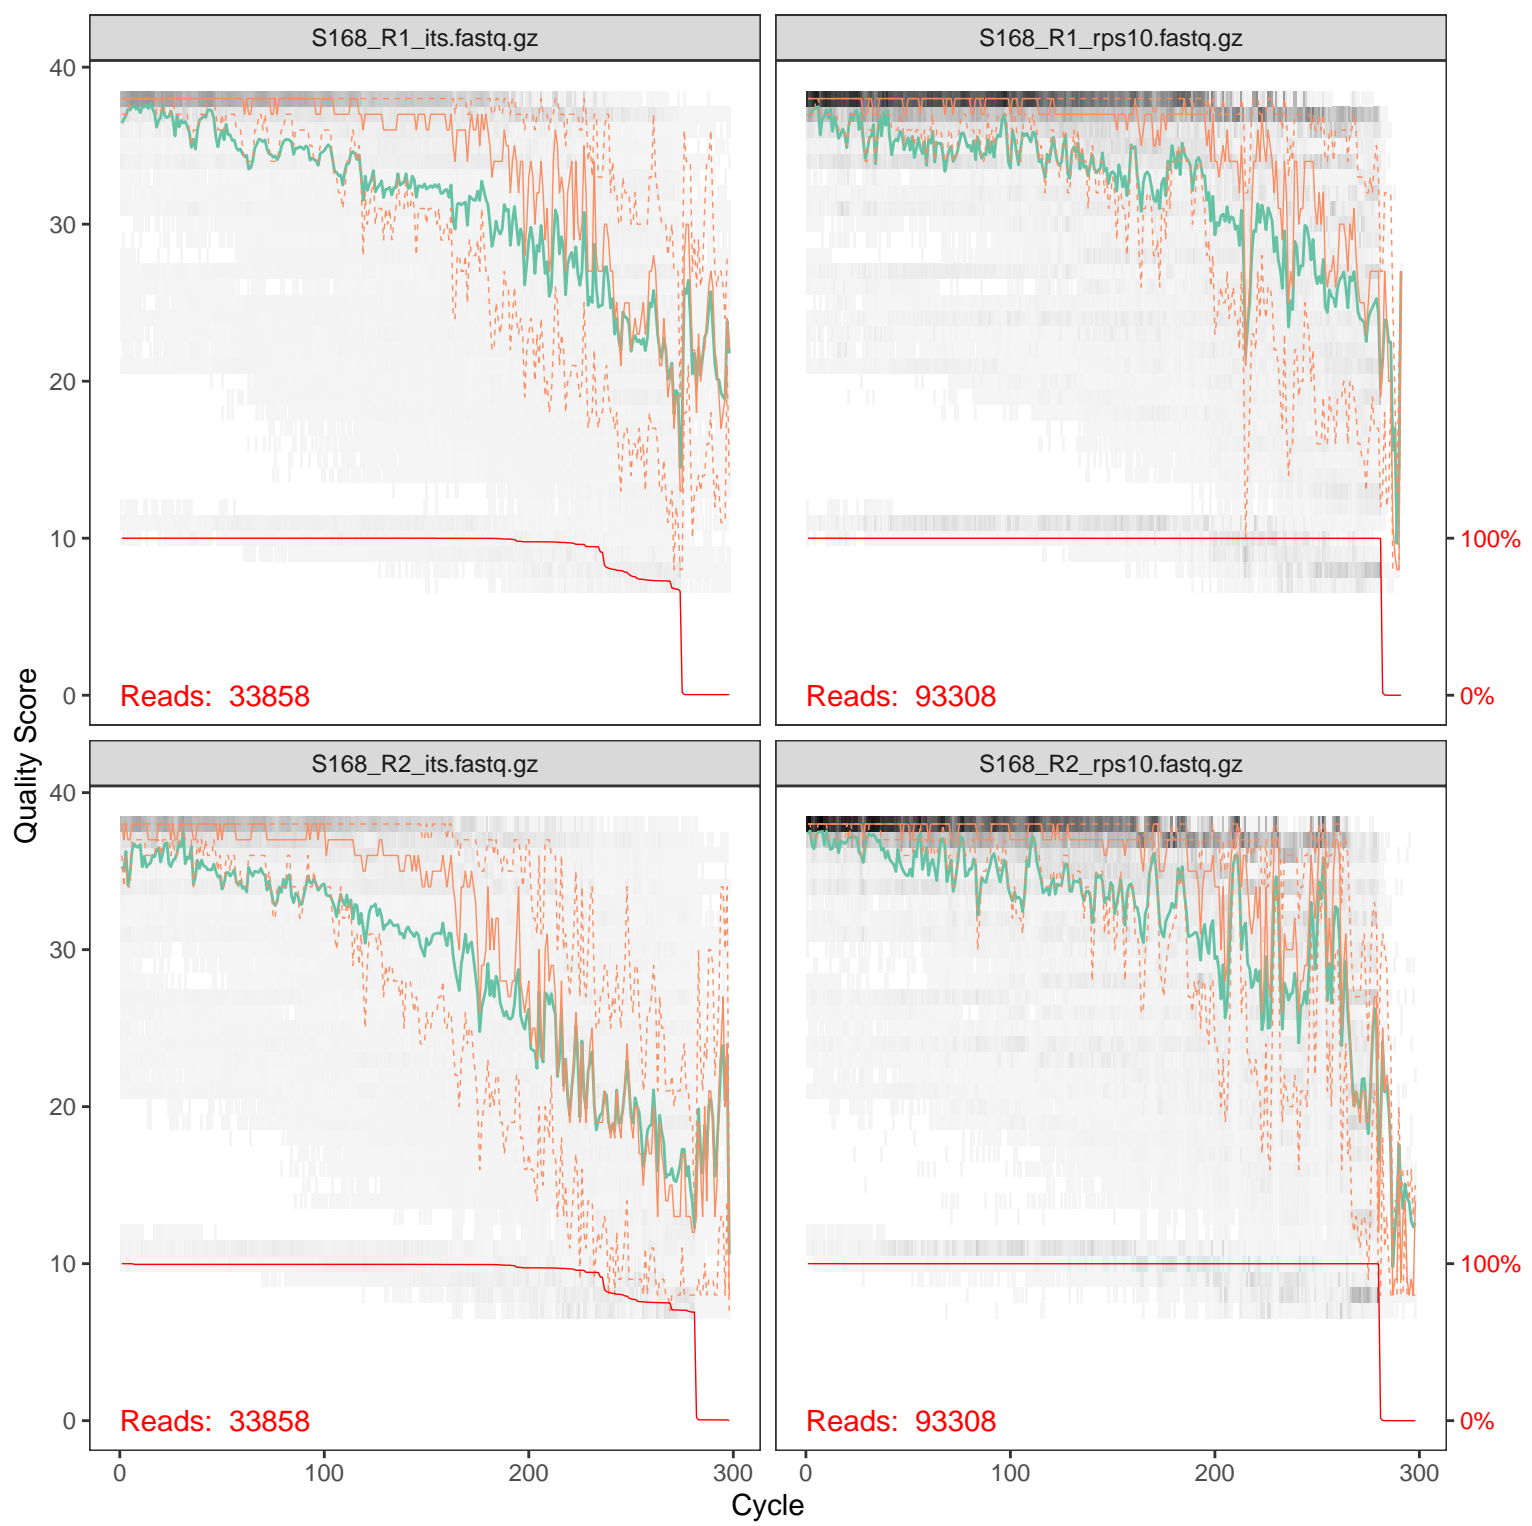 S168_R1_its.fastq.gz
S168_R1_rps10.fastq.gz
40
30
20
10
0
Reads: 33858
Reads: 93308
100%
0%
Quality Score
S168_R2_its.fastq.gz
S168_R2_rps10.fastq.gz
40
30
20
10
0
Reads: 33858
Reads: 93308
100%
0%
0 100 200 300
0 100 200 300
Cycle